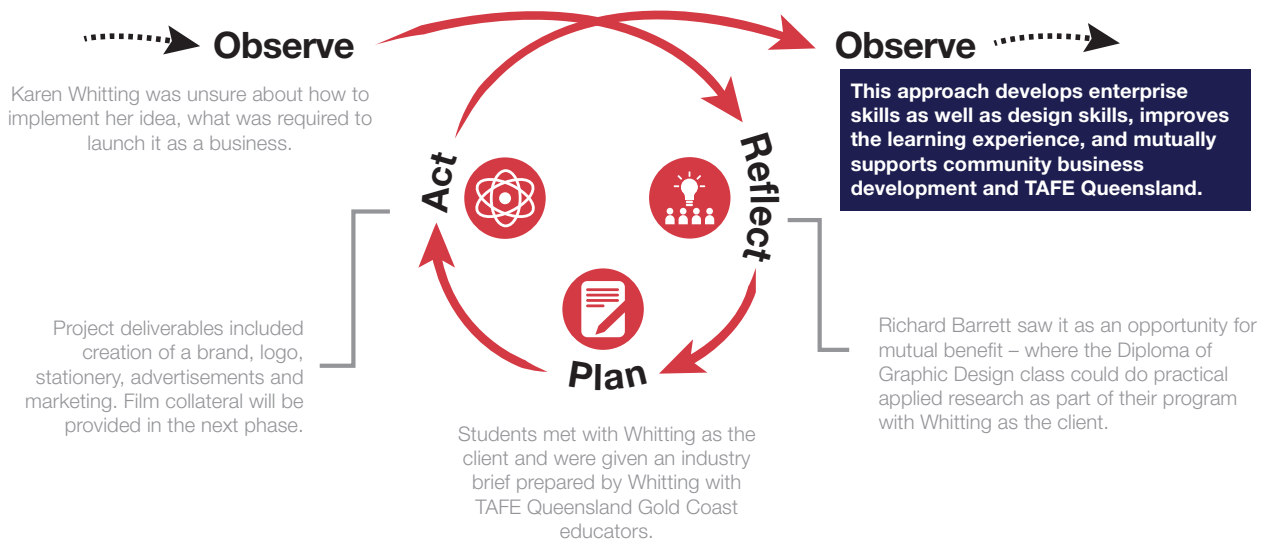 Observe
Karen Whitting was unsure about how to
implement her idea, what was required to
launch it as a business.
Reflect
Richard Barrett saw it as an opportunity for
mutual benefit – where the Diploma of
Graphic Design class could do practical
applied research as part of their program
with Whitting as the client.
Plan
Students met with Whitting as the
client and were given an industry
brief prepared by Whitting with
TAFE Queensland Gold Coast
educators.
Act
Project deliverables included
creation of a brand, logo,
stationery, advertisements and
marketing. Film collateral will be
provided in the next phase.
Observe
This approach develops enterprise
skills as well as design skills, improves
the learning experience, and mutually
supports community business
development and TAFE Queensland.